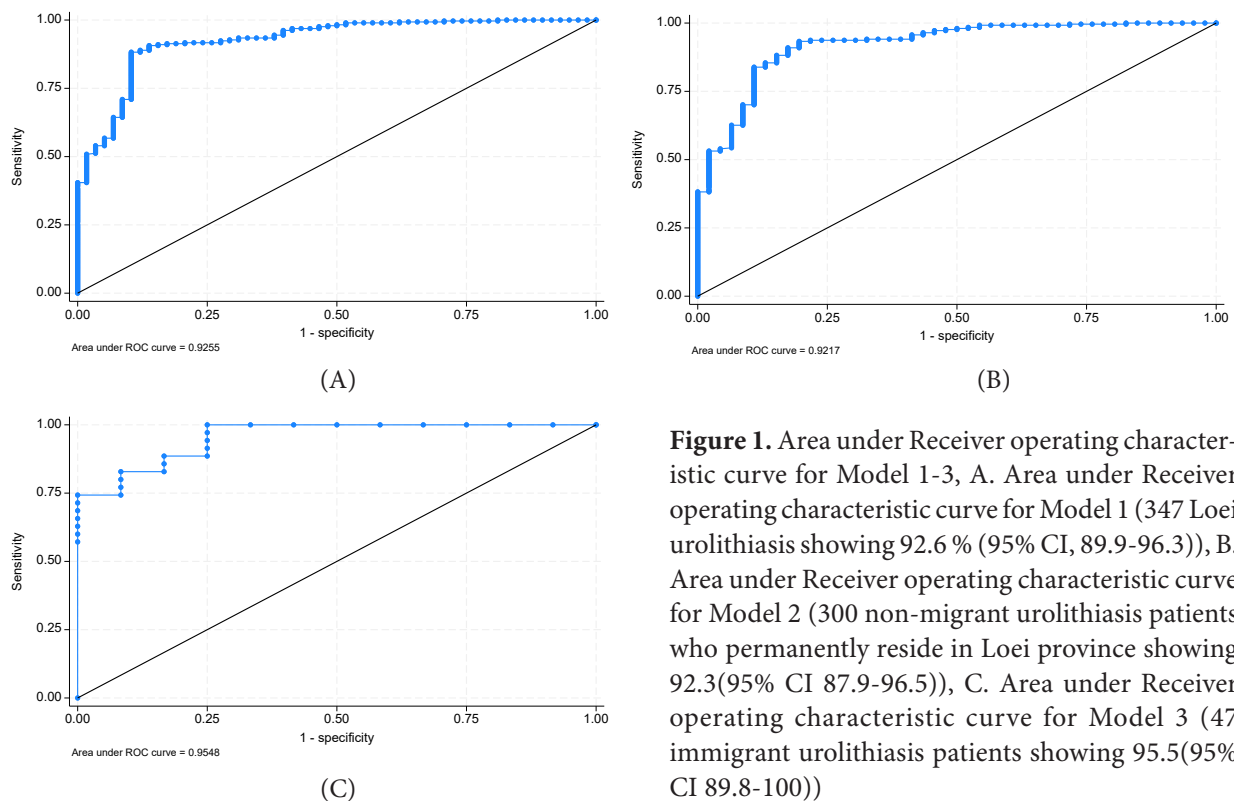 1.00
0.75
0.50
0.25
0.00
Sensitivity
0.00 0.25 0.50 0.75 1.00
1 - specificity
Area under ROC curve = 0.9255
(A)
1.00
0.75
0.50
0.25
0.00
Sensitivity
0.00 0.25 0.50 0.75 1.00
1 - specificity
Area under ROC curve = 0.9217
(B)
1.00
0.75
0.50
0.25
0.00
Sensitivity
0.00 0.25 0.50 0.75 1.00
1 - specificity
Area under ROC curve = 0.9548
(C)
Figure 1. Area under Receiver operating character-
istic curve for Model 1-3, A. Area under Receiver
operating characteristic curve for Model 1 (347 Loei
urolithiasis showing 92.6 % (95% CI, 89.9-96.3)), B.
Area under Receiver operating characteristic curve
for Model 2 (300 non-migrant urolithiasis patients
who permanently reside in Loei province showing
92.3(95% CI 87.9-96.5)), C. Area under Receiver
operating characteristic curve for Model 3 (47
immigrant urolithiasis patients showing 95.5(95%
CI 89.8-100))